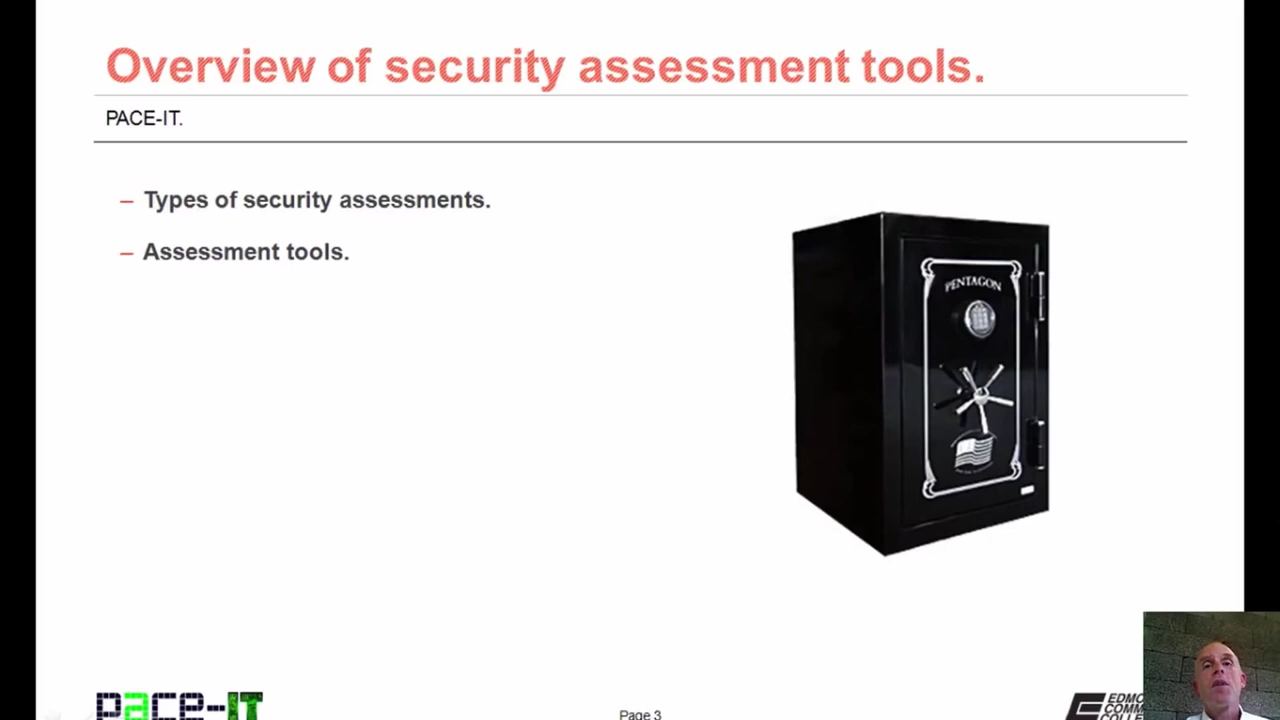 Overview of security assessment tools.
PACE-IT.
– Types of security assessments.
– Assessment tools.
PENTAGON
pace-IT
Page 3